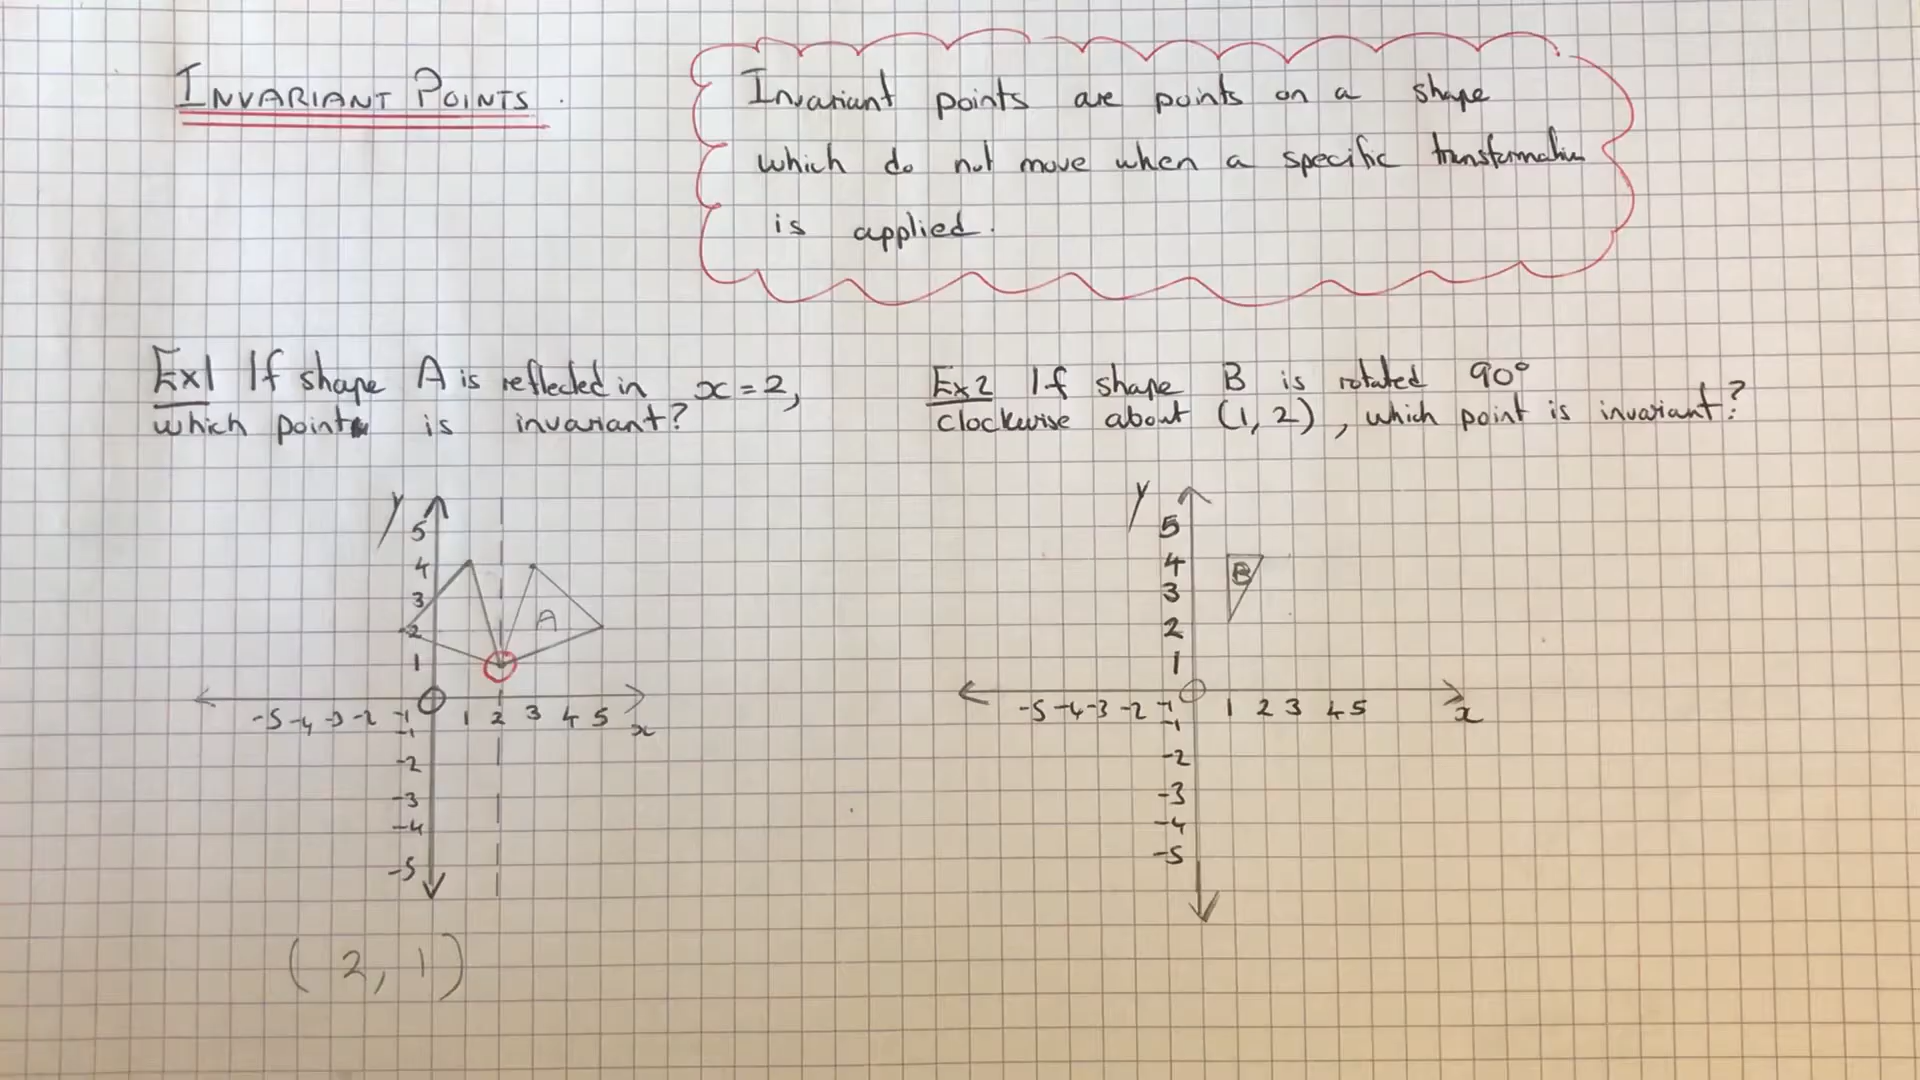 INVARIANT POINTS.
Invariant points are points on a shape
which do not move when a specific transformation
is applied.
Ex1 If shape A is reflected in x=2,
which point is invariant?
Ex2 If shape B is rotated 90°
clockwise about (1, 2), which point is invariant?
y
5
4
3
2
1
A
-5 -4 -3 -2 -1 0 1 2 3 4 5 x
-1
-2
-3
-4
-5
(2, 1)
y
5
4
3
2
1
B
-5 -4 -3 -2 -1 0 1 2 3 4 5 x
-1
-2
-3
-4
-5